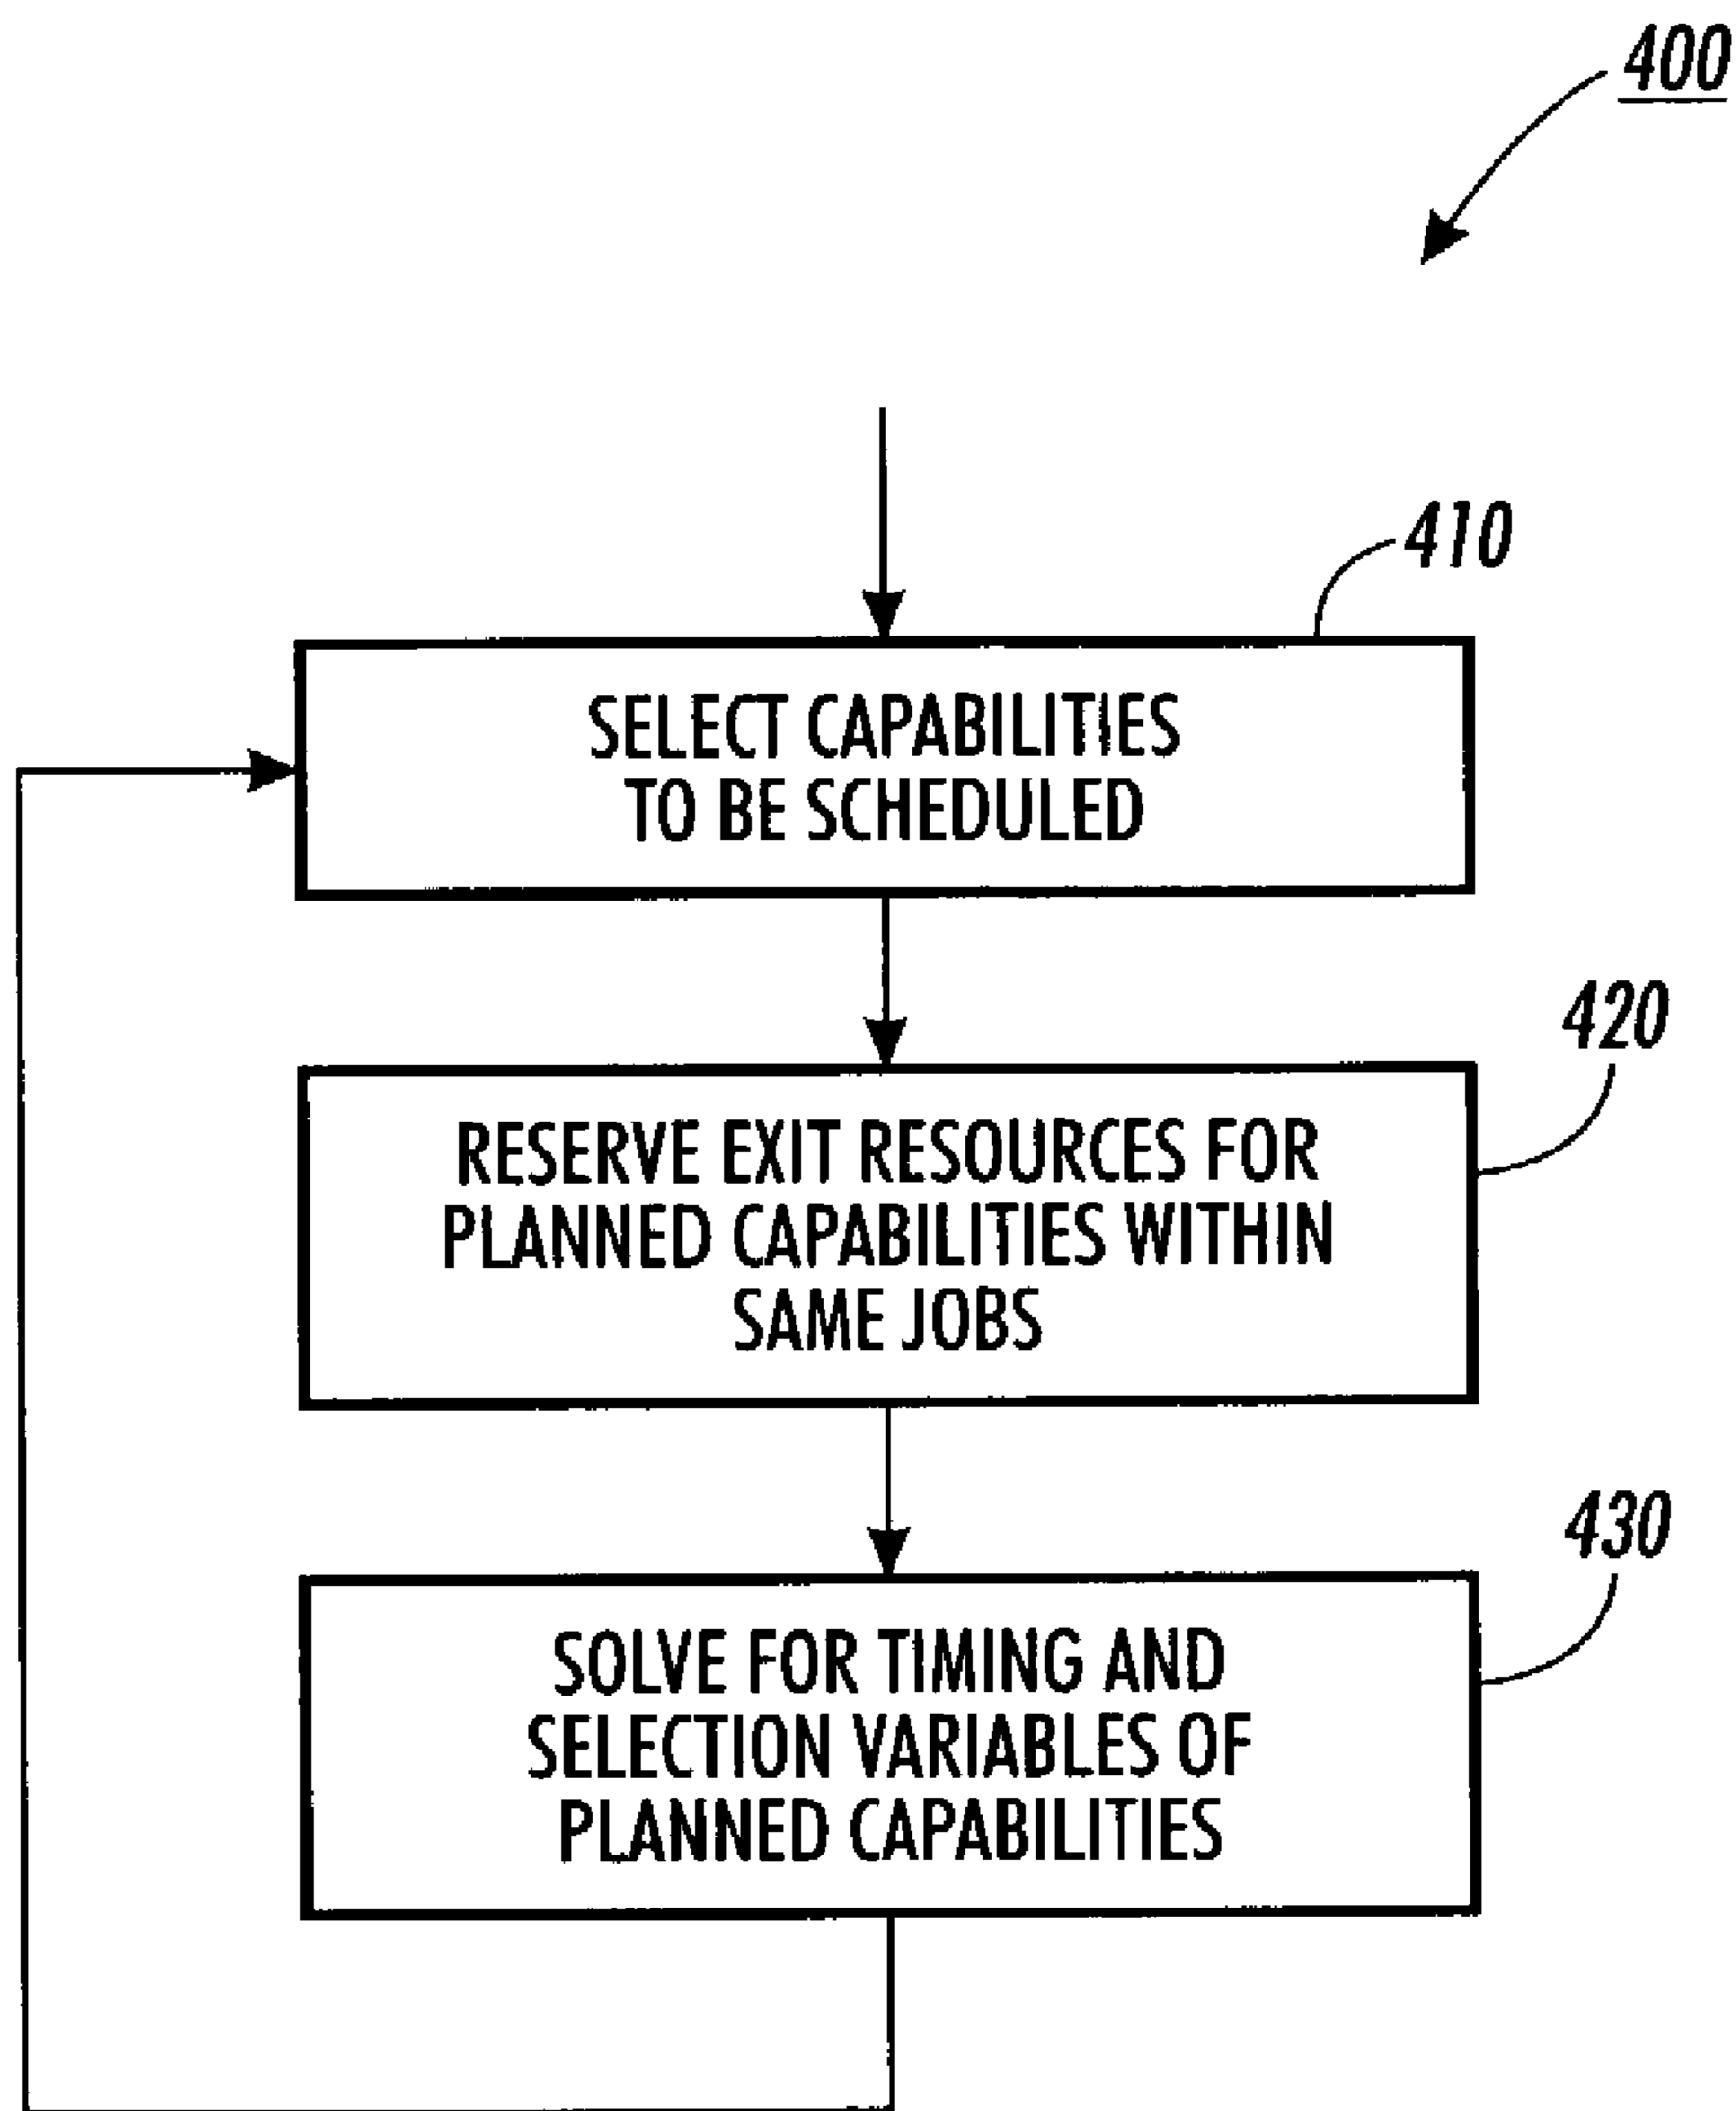 400
410
SELECT CAPABILITIES
TO BE SCHEDULED
420
RESERVE EXIT RESOURCES FOR
PLANNED CAPABILITIES WITHIN
SAME JOBS
430
SOLVE FOR TIMING AND
SELECTION VARIABLES OF
PLANNED CAPABILITIES